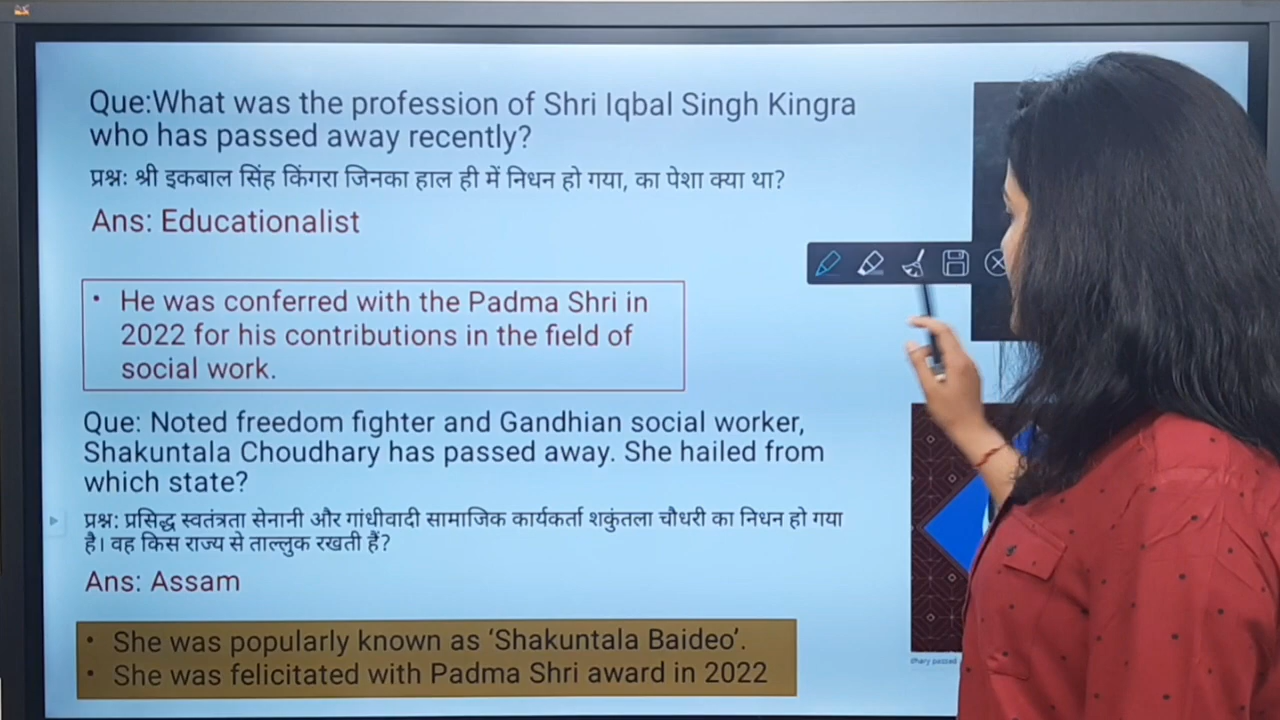 Que:What was the profession of Shri Iqbal Singh Kingra
who has passed away recently?
प्रश्न: श्री इकबाल सिंह किंगरा जिनका हाल ही में निधन हो गया, का पेशा क्या था?
Ans: Educationalist
• He was conferred with the Padma Shri in
2022 for his contributions in the field of
social work.
Que: Noted freedom fighter and Gandhian social worker,
Shakuntala Choudhary has passed away. She hailed from
which state?
प्रश्न: प्रसिद्ध स्वतंत्रता सेनानी और गांधीवादी सामाजिक कार्यकर्ता शकुंतला चौधरी का निधन हो गया
है। वह किस राज्य से ताल्लुक रखती हैं?
Ans: Assam
• She was popularly known as ‘Shakuntala Baideo’.
• She was felicitated with Padma Shri award in 2022
dhary passed